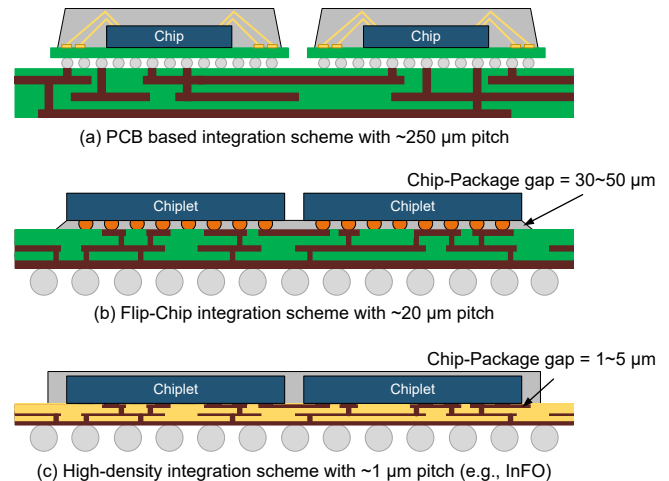 Chip
Chip
(a) PCB based integration scheme with ~250 μm pitch
Chip-Package gap = 30~50 μm
Chiplet
Chiplet
(b) Flip-Chip integration scheme with ~20 μm pitch
Chip-Package gap = 1~5 μm
Chiplet
Chiplet
(c) High-density integration scheme with ~1 μm pitch (e.g., InFO)